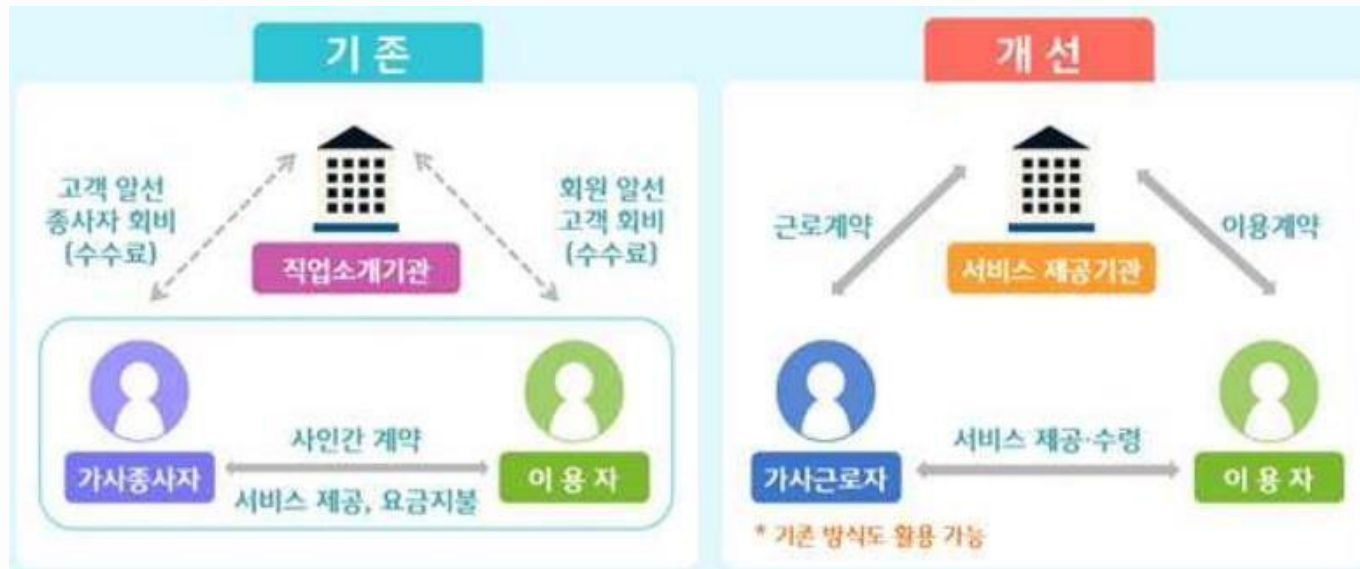 기 존
고객 알선
종사자 회비
(수수료)
회원 알선
고객 회비
(수수료)
직업소개기관
사인간 계약
가사종사자
이 용 자
서비스 제공, 요금지불
개 선
근로계약
이용계약
서비스 제공기관
서비스 제공·수령
가사근로자
이 용 자
* 기존 방식도 활용 가능